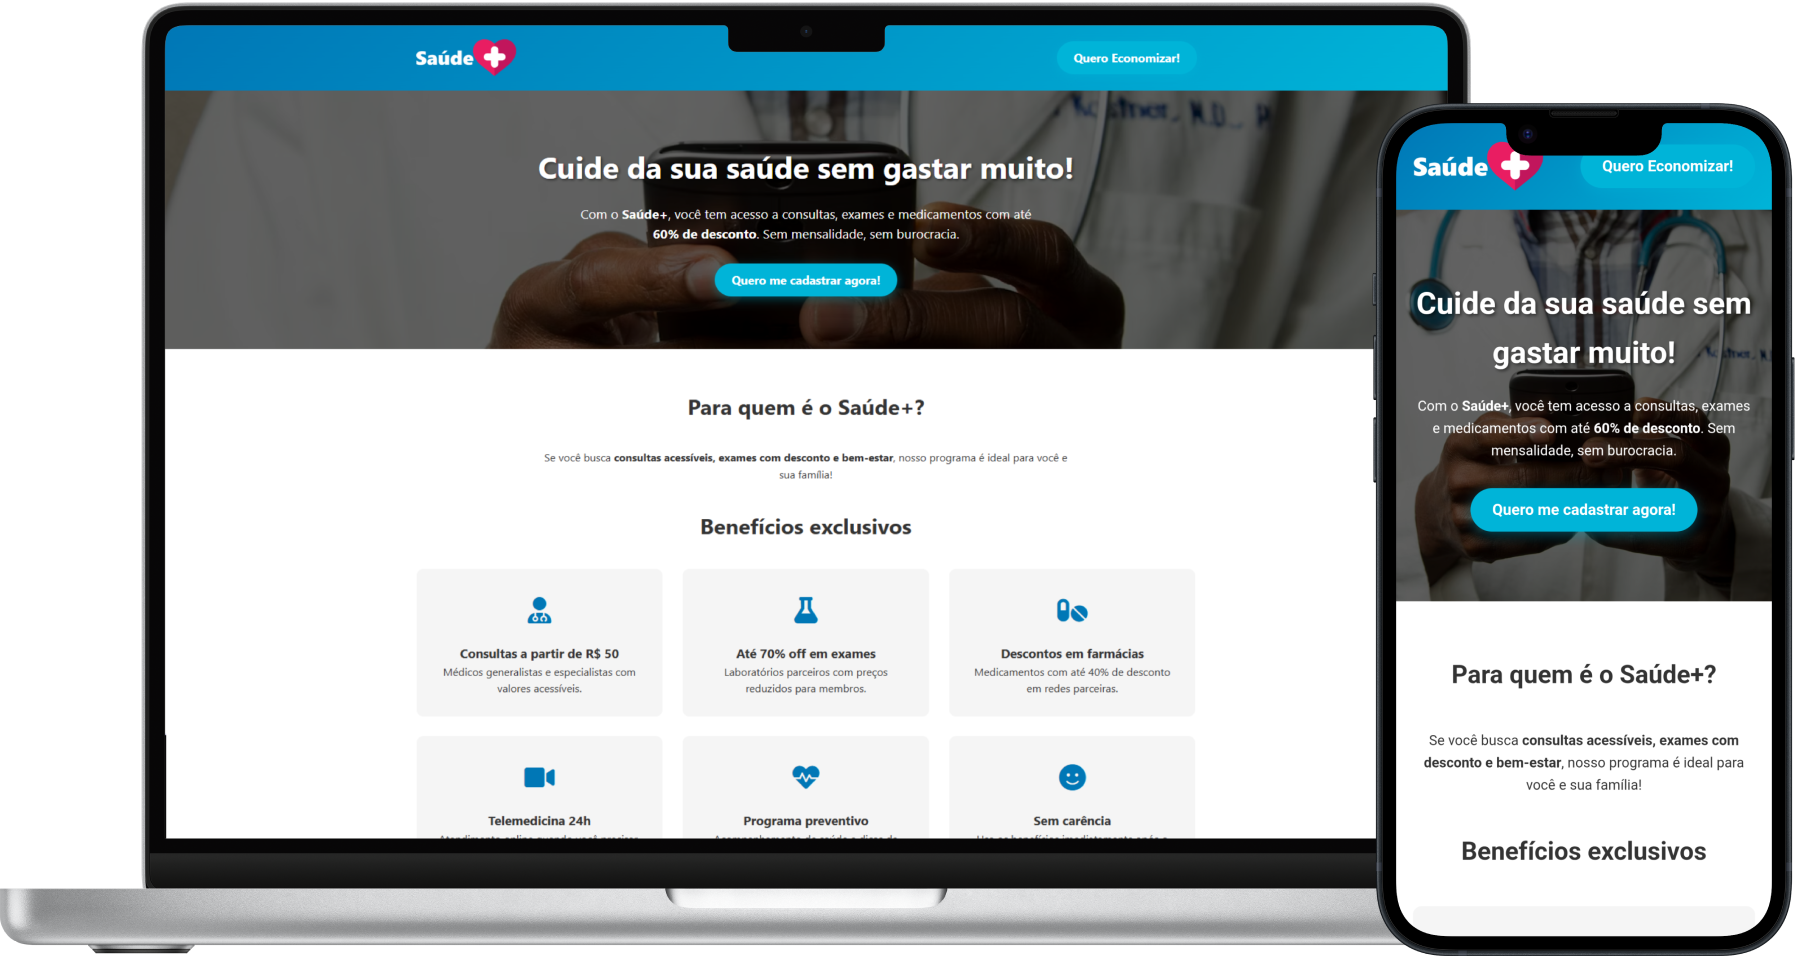 Saúde
Quero Economizar!
Cuide da sua saúde sem gastar muito!
Com o Saúde+, você tem acesso a consultas, exames e medicamentos com até
60% de desconto. Sem mensalidade, sem burocracia.
Quero me cadastrar agora!
Para quem é o Saúde+?
Se você busca consultas acessíveis, exames com desconto e bem-estar, nosso programa é ideal para você e
sua família!
Benefícios exclusivos
Consultas a partir de R$ 50
Médicos generalistas e especialistas com
valores acessíveis.
Até 70% off em exames
Laboratórios parceiros com preços
reduzidos para membros.
Descontos em farmácias
Medicamentos com até 40% de desconto
em redes parceiras.
Telemedicina 24h
Programa preventivo
Sem carência
Saúde
Quero Economizar!
Cuide da sua saúde sem
gastar muito!
Com o Saúde+, você tem acesso a consultas, exames
e medicamentos com até 60% de desconto. Sem
mensalidade, sem burocracia.
Quero me cadastrar agora!
Para quem é o Saúde+?
Se você busca consultas acessíveis, exames com
desconto e bem-estar, nosso programa é ideal para
você e sua família!
Benefícios exclusivos